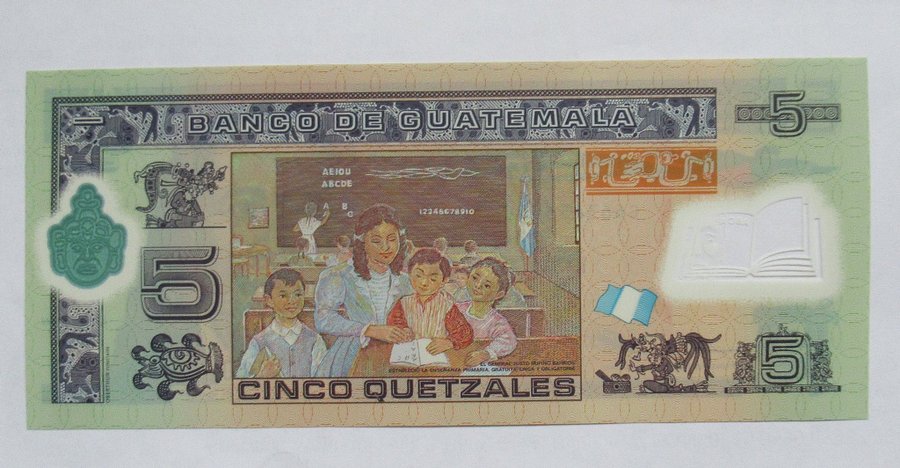 BANCO DE GUATEMALA
5
AEIOU
ABCDE
A B
C
12345678910
5
GENERAL JUSTO RUFINO BARRIOS
ESTABLECIÓ LA ENSEÑANZA PRIMARIA, GRATUITA, LAICA Y OBLIGATORIA
5
CINCO QUETZALES